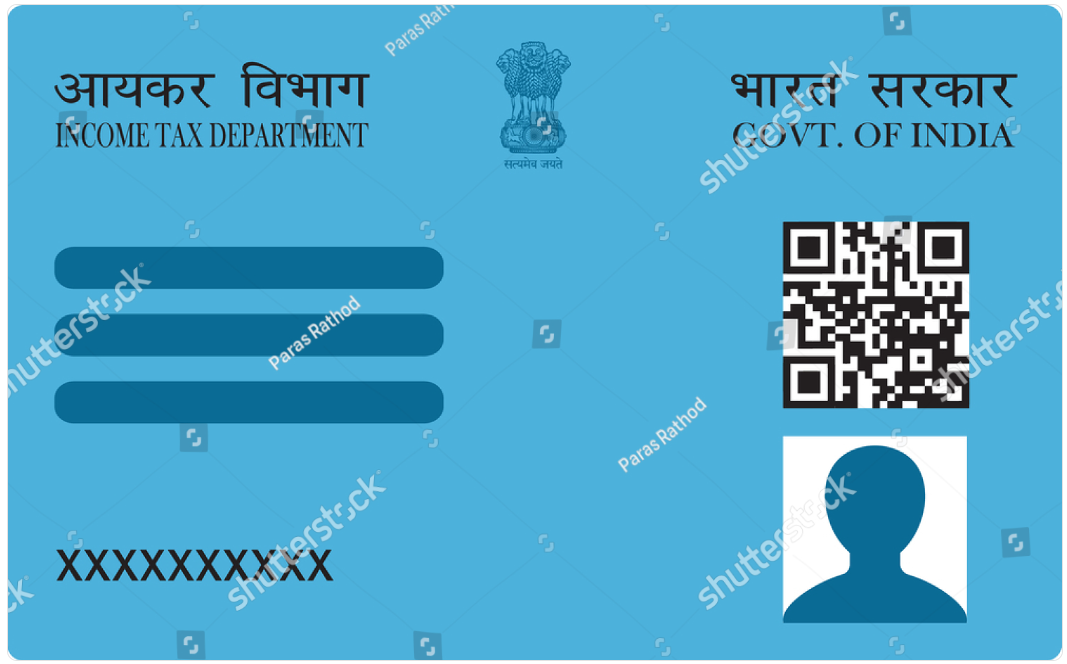 आयकर विभाग
INCOME TAX DEPARTMENT
सत्यमेव जयते
भारत सरकार
GOVT. OF INDIA
XXXXXXXXXX
Paras Rathod
Paras Rathod
Paras Rathod
shutterstock
shutterstock
shutterstock
shutterstock
shutterstock